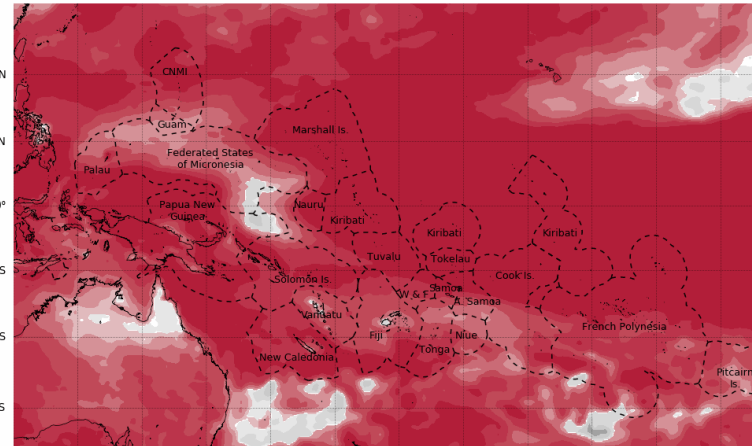 N
CNMI
Guam
N
Marshall Is.
Federated States
of Micronesia
Palau
0°
Papua New
Guinea
Nauru
Kiribati
Kiribati
Kiribati
Tuvalu
Tokelau
S
Solomon Is.
Cook Is.
W & F
Samoa
A. Samoa
Vanuatu
French Polynesia
S
Fiji
Niue
Tonga
New Caledonia
Pitcairn
Is.
S